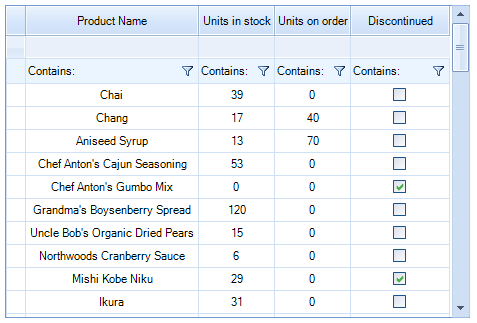 Product Name Units in stock Units on order Discontinued
Contains: Contains: Contains: Contains:
Chai 39 0
Chang 17 40
Aniseed Syrup 13 70
Chef Anton's Cajun Seasoning 53 0
Chef Anton's Gumbo Mix 0 0
Grandma's Boysenberry Spread 120 0
Uncle Bob's Organic Dried Pears 15 0
Northwoods Cranberry Sauce 6 0
Mishi Kobe Niku 29 0
Ikura 31 0